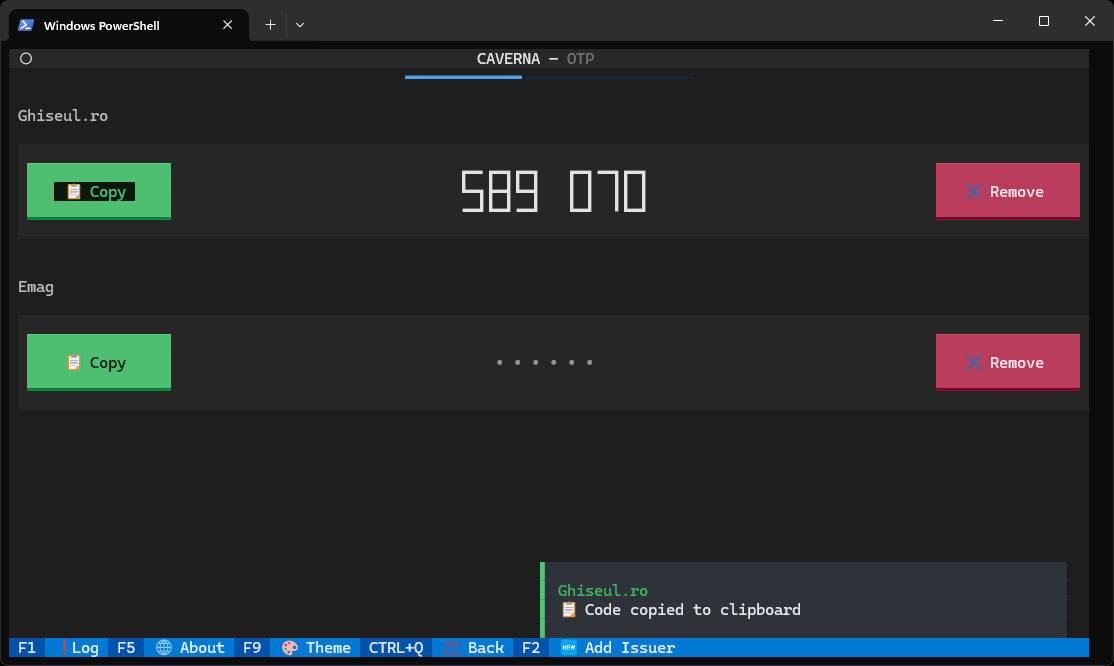 Windows PowerShell
CAVERNA — OTP
Ghiseul.ro
Copy 589 070 Remove
Emag
Copy • • • • • • Remove
Ghiseul.ro
Code copied to clipboard
F1 Log F5 About F9 Theme CTRL+Q Back F2 NEW Add Issuer